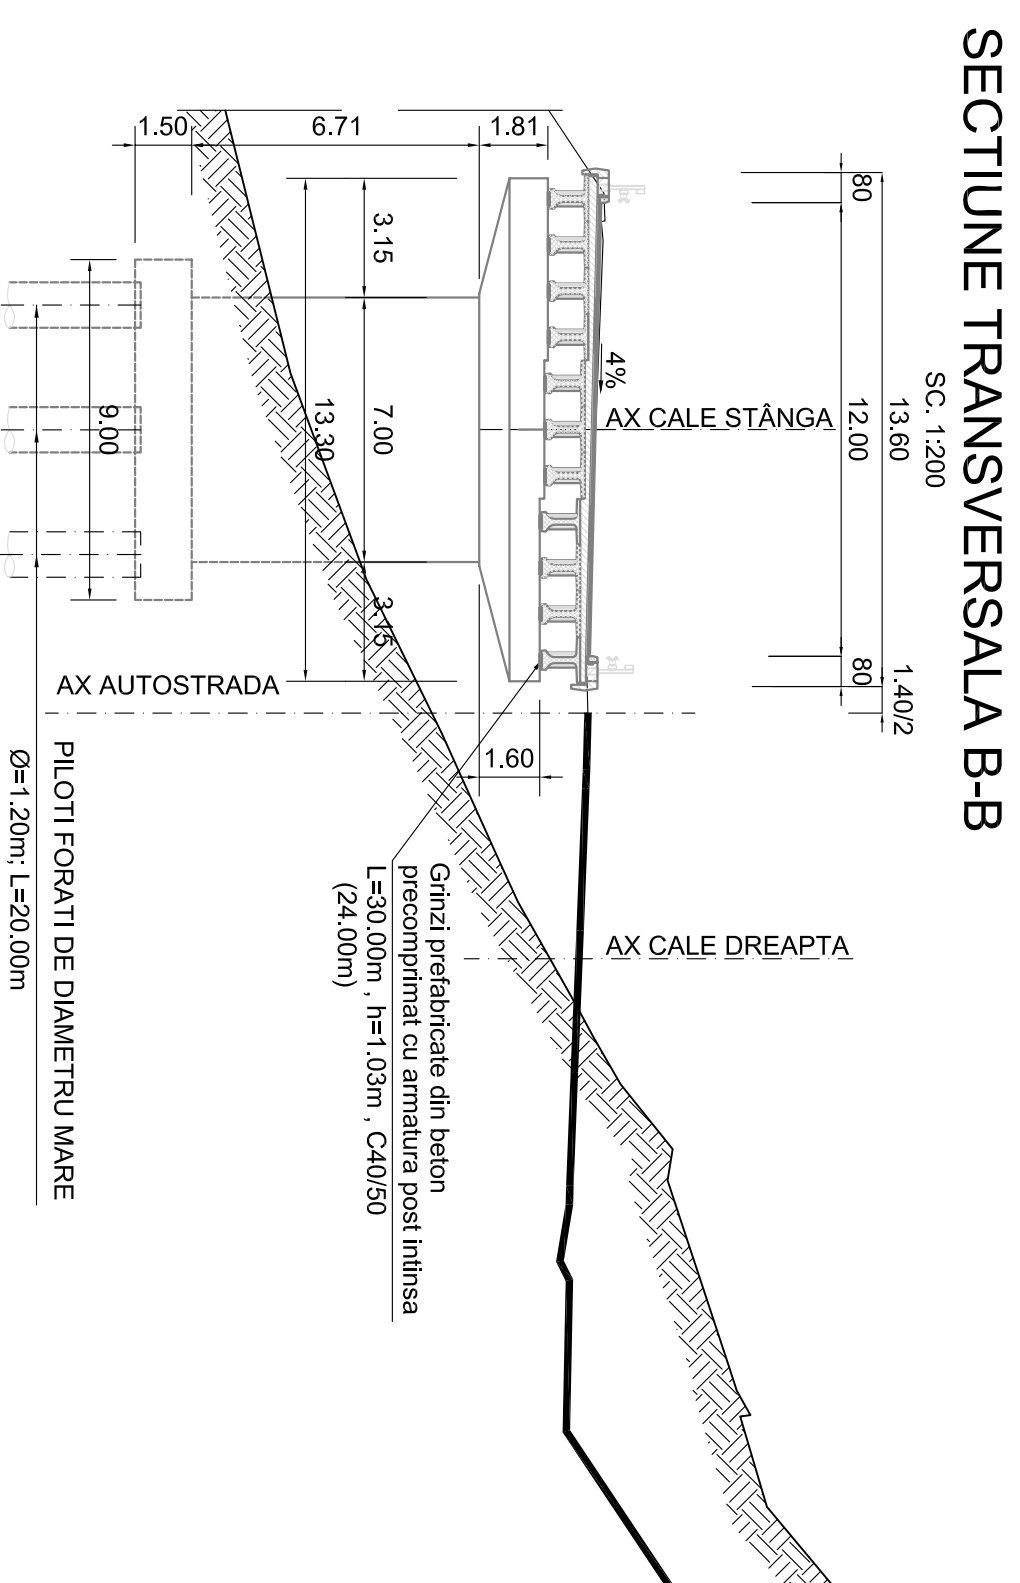 SECTIUNE TRANSVERSALA B-B
SC. 1:200
13.60
1.40/2
80
12.00
80
4%
AX CALE STÂNGA
AX CALE DREAPTA
1.81
6.71
1.50
1.60
3.15
7.00
3.15
13.30
9.00
AX AUTOSTRADA
Grinzi prefabricate din beton
precomprimat cu armatura post intinsa
L=30.00m , h=1.03m , C40/50
(24.00m)
PILOTI FORATI DE DIAMETRU MARE
Ø=1.20m; L=20.00m